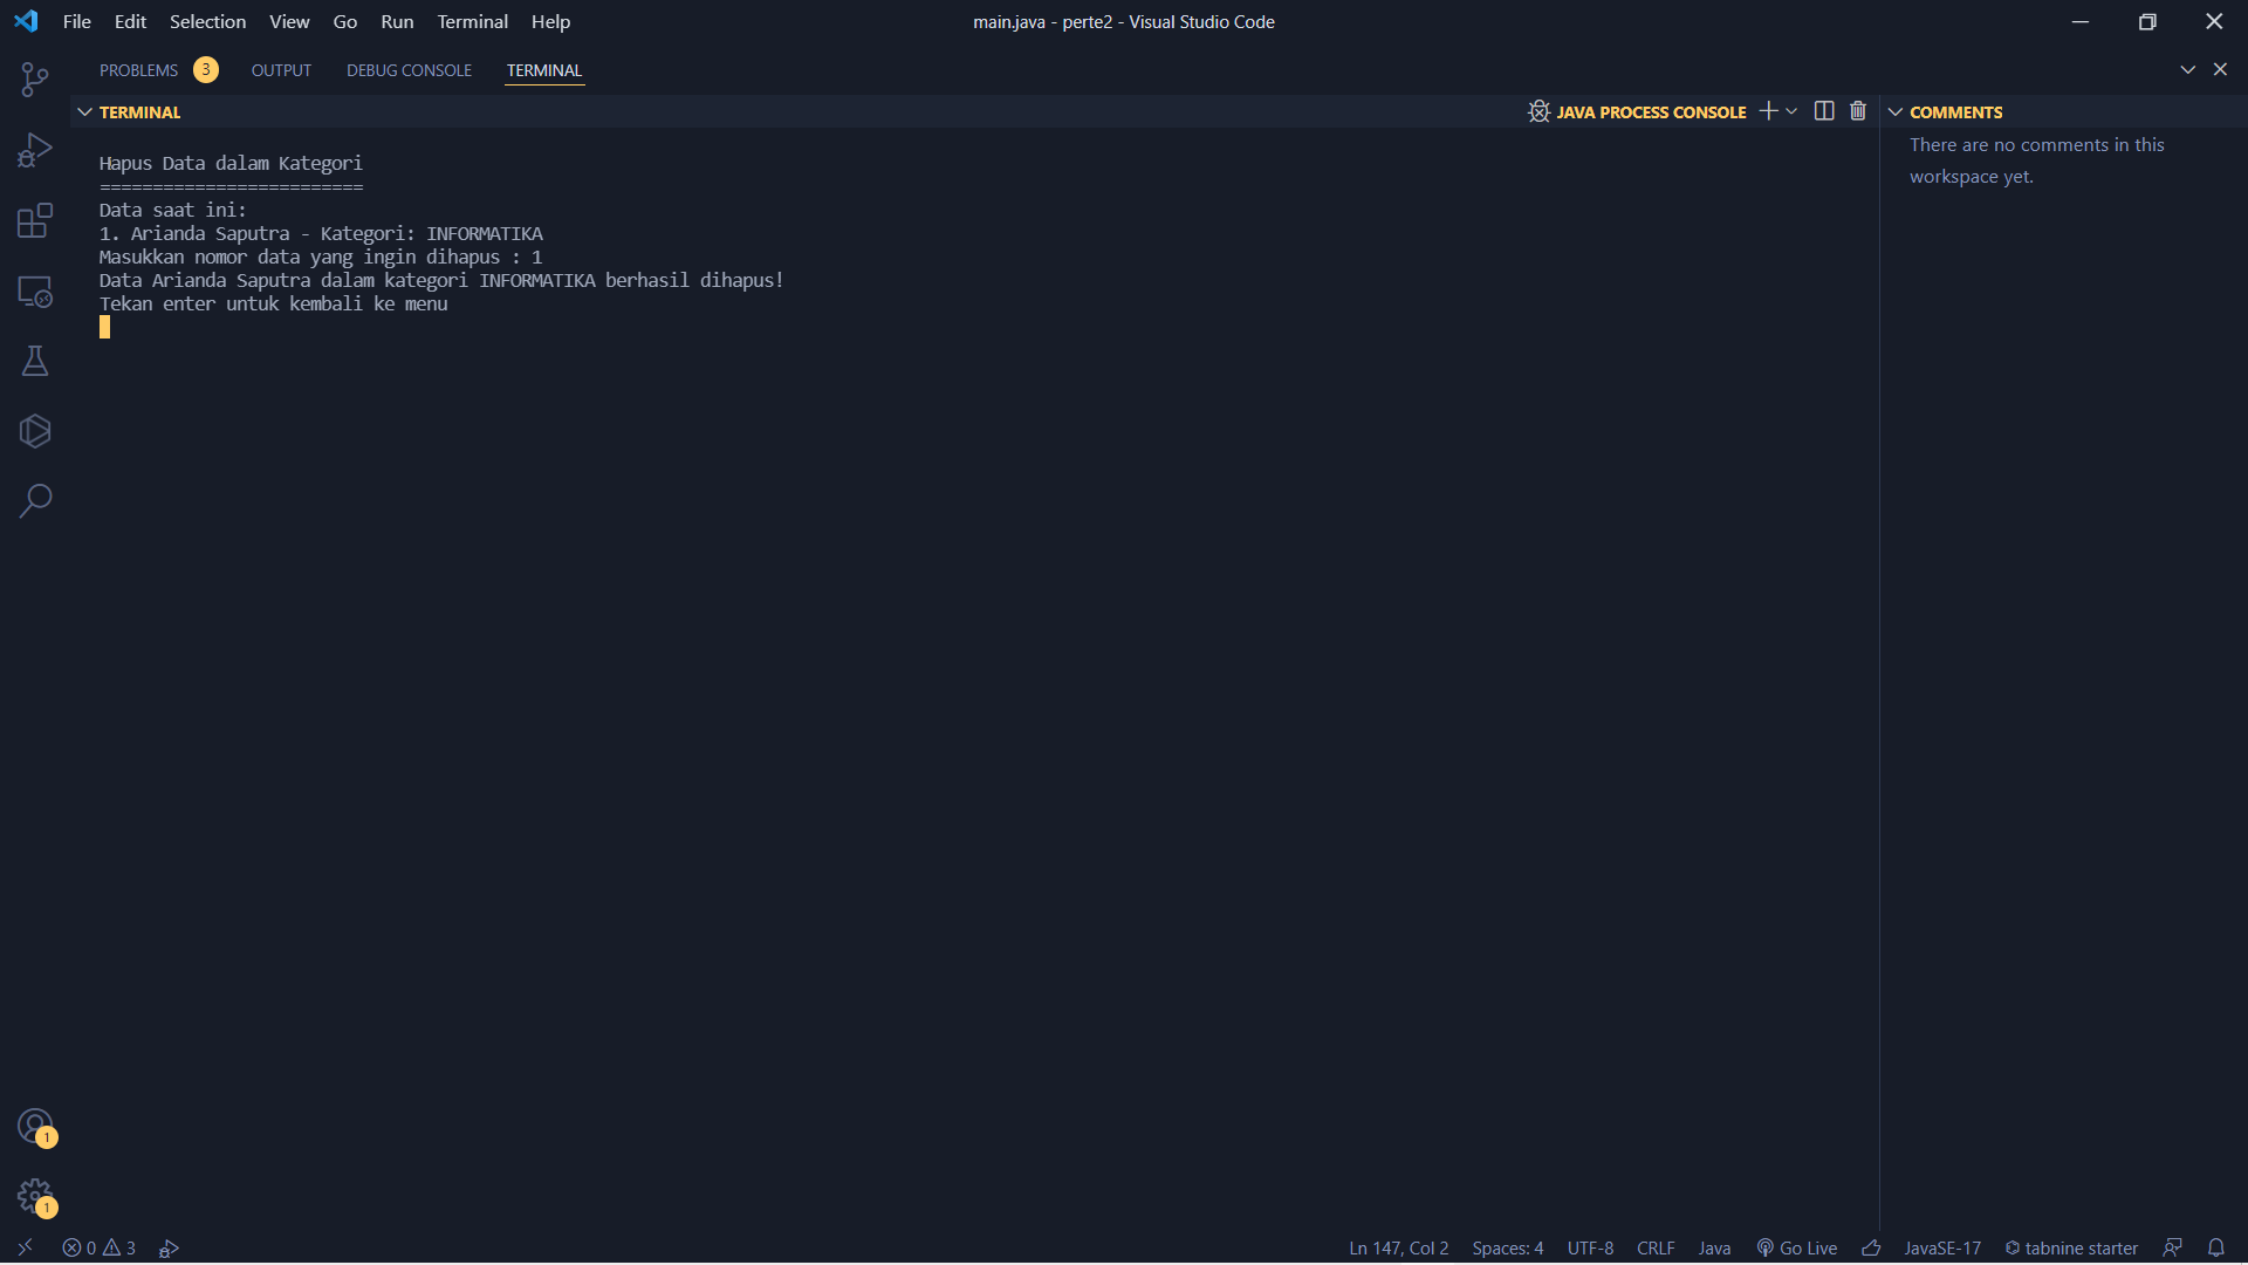 File Edit Selection View Go Run Terminal Help
main.java - perte2 - Visual Studio Code
PROBLEMS 3 OUTPUT DEBUG CONSOLE TERMINAL
TERMINAL
JAVA PROCESS CONSOLE
COMMENTS
There are no comments in this
workspace yet.
Hapus Data dalam Kategori
=========================
Data saat ini:
1. Arianda Saputra - Kategori: INFORMATIKA
Masukkan nomor data yang ingin dihapus : 1
Data Arianda Saputra dalam kategori INFORMATIKA berhasil dihapus!
Tekan enter untuk kembali ke menu
1
1
0 3
Ln 147, Col 2 Spaces: 4 UTF-8 CRLF Java Go Live JavaSE-17 tabnine starter